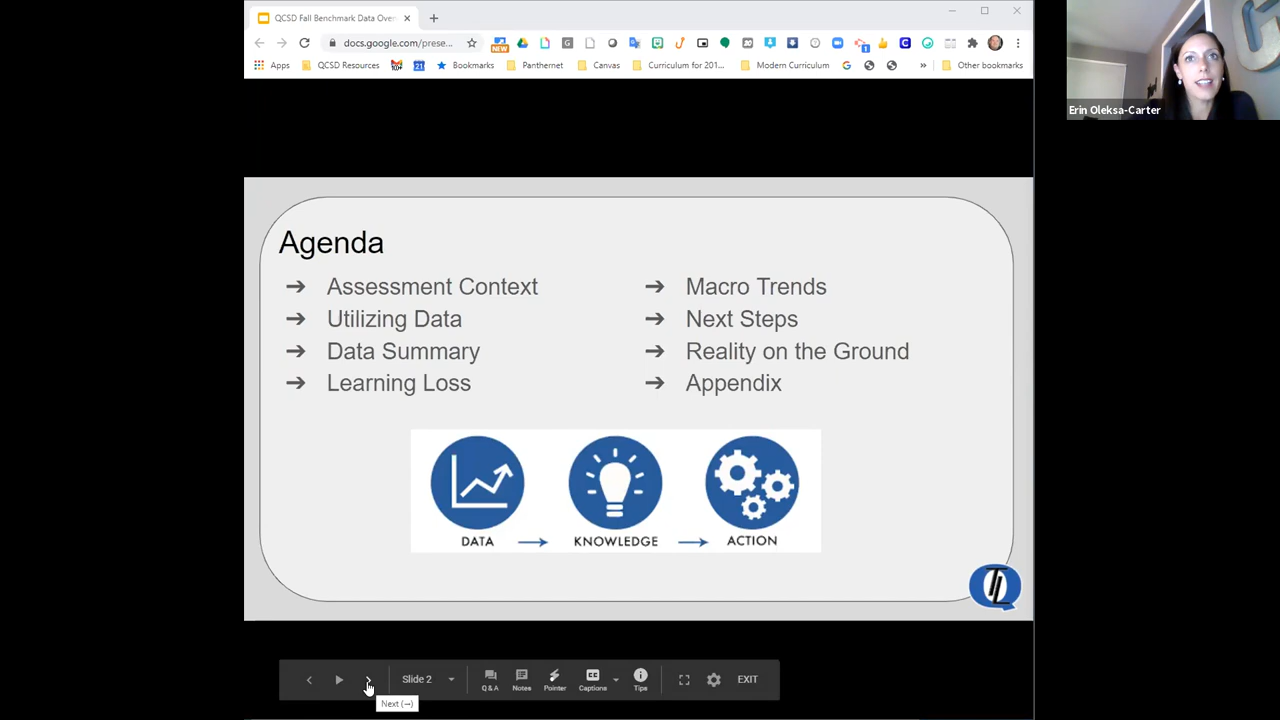 QCSD Fall Benchmark Data Over
docs.google.com/prese...
NEW
Apps
QCSD Resources
21
Bookmarks
Panthernet
Canvas
Curriculum for 201...
Modern Curriculum
Other bookmarks
Erin Oleksa-Carter
Agenda
➔ Assessment Context
➔ Utilizing Data
➔ Data Summary
➔ Learning Loss
➔ Macro Trends
➔ Next Steps
➔ Reality on the Ground
➔ Appendix
DATA → KNOWLEDGE → ACTION
Slide 2
Q & A
Notes
Pointer
Captions
Tips
EXIT
Next (→)